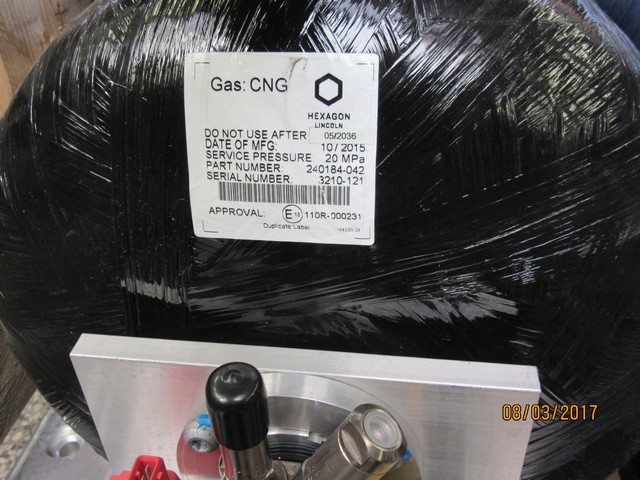 Gas: CNG
HEXAGON
LINCOLN
DO NOT USE AFTER 05/2036
DATE OF MFG: 10/2015
SERVICE PRESSURE 20 MPa
PART NUMBER: 240184-042
SERIAL NUMBER: 3210-121
APPROVAL: E 110R-000231
Duplicate Label
08/03/2017